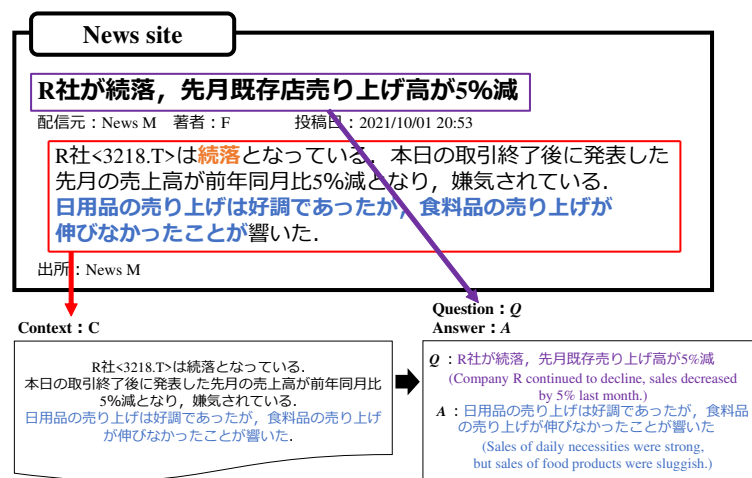 News site
R社が続落，先月既存店売り上げ高が5%減
配信元：News M 著者：F 投稿日：2021/10/01 20:53
R社<3218.T>は続落となっている．本日の取引終了後に発表した
先月の売上高が前年同月比5%減となり，嫌気されている．
日用品の売り上げは好調であったが，食料品の売り上げが
伸びなかったことが響いた．
出所：News M
Context：C
R社<3218.T>は続落となっている．
本日の取引終了後に発表した先月の売上高が前年同月比
5%減となり，嫌気されている．
日用品の売り上げは好調であったが，食料品の売り上げ
が伸びなかったことが響いた．
Question：Q
Answer：A
Q：R社が続落，先月既存店売り上げ高が5%減
(Company R continued to decline, sales decreased
by 5% last month.)
A：日用品の売り上げは好調であったが，食料品
の売り上げが伸びなかったことが響いた
(Sales of daily necessities were strong,
but sales of food products were sluggish.)